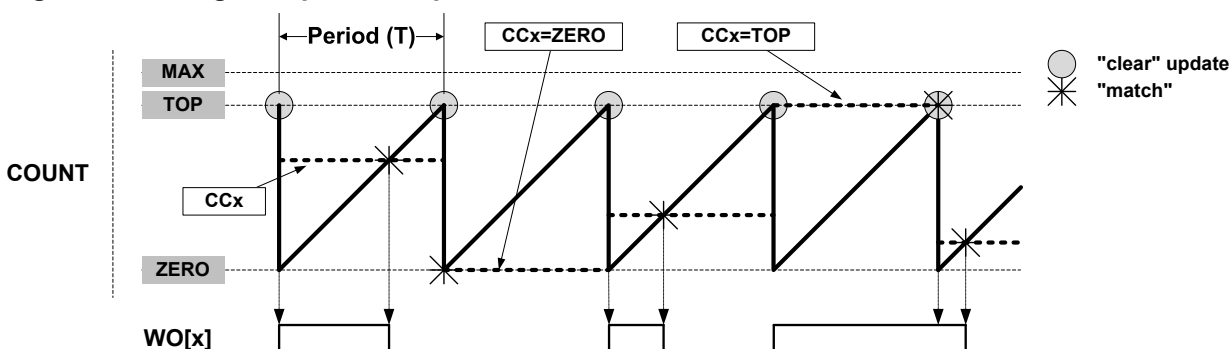 Period (T)
CCx=ZERO
CCx=TOP
"clear" update
"match"
MAX
TOP
COUNT
CCx
ZERO
WO[x]